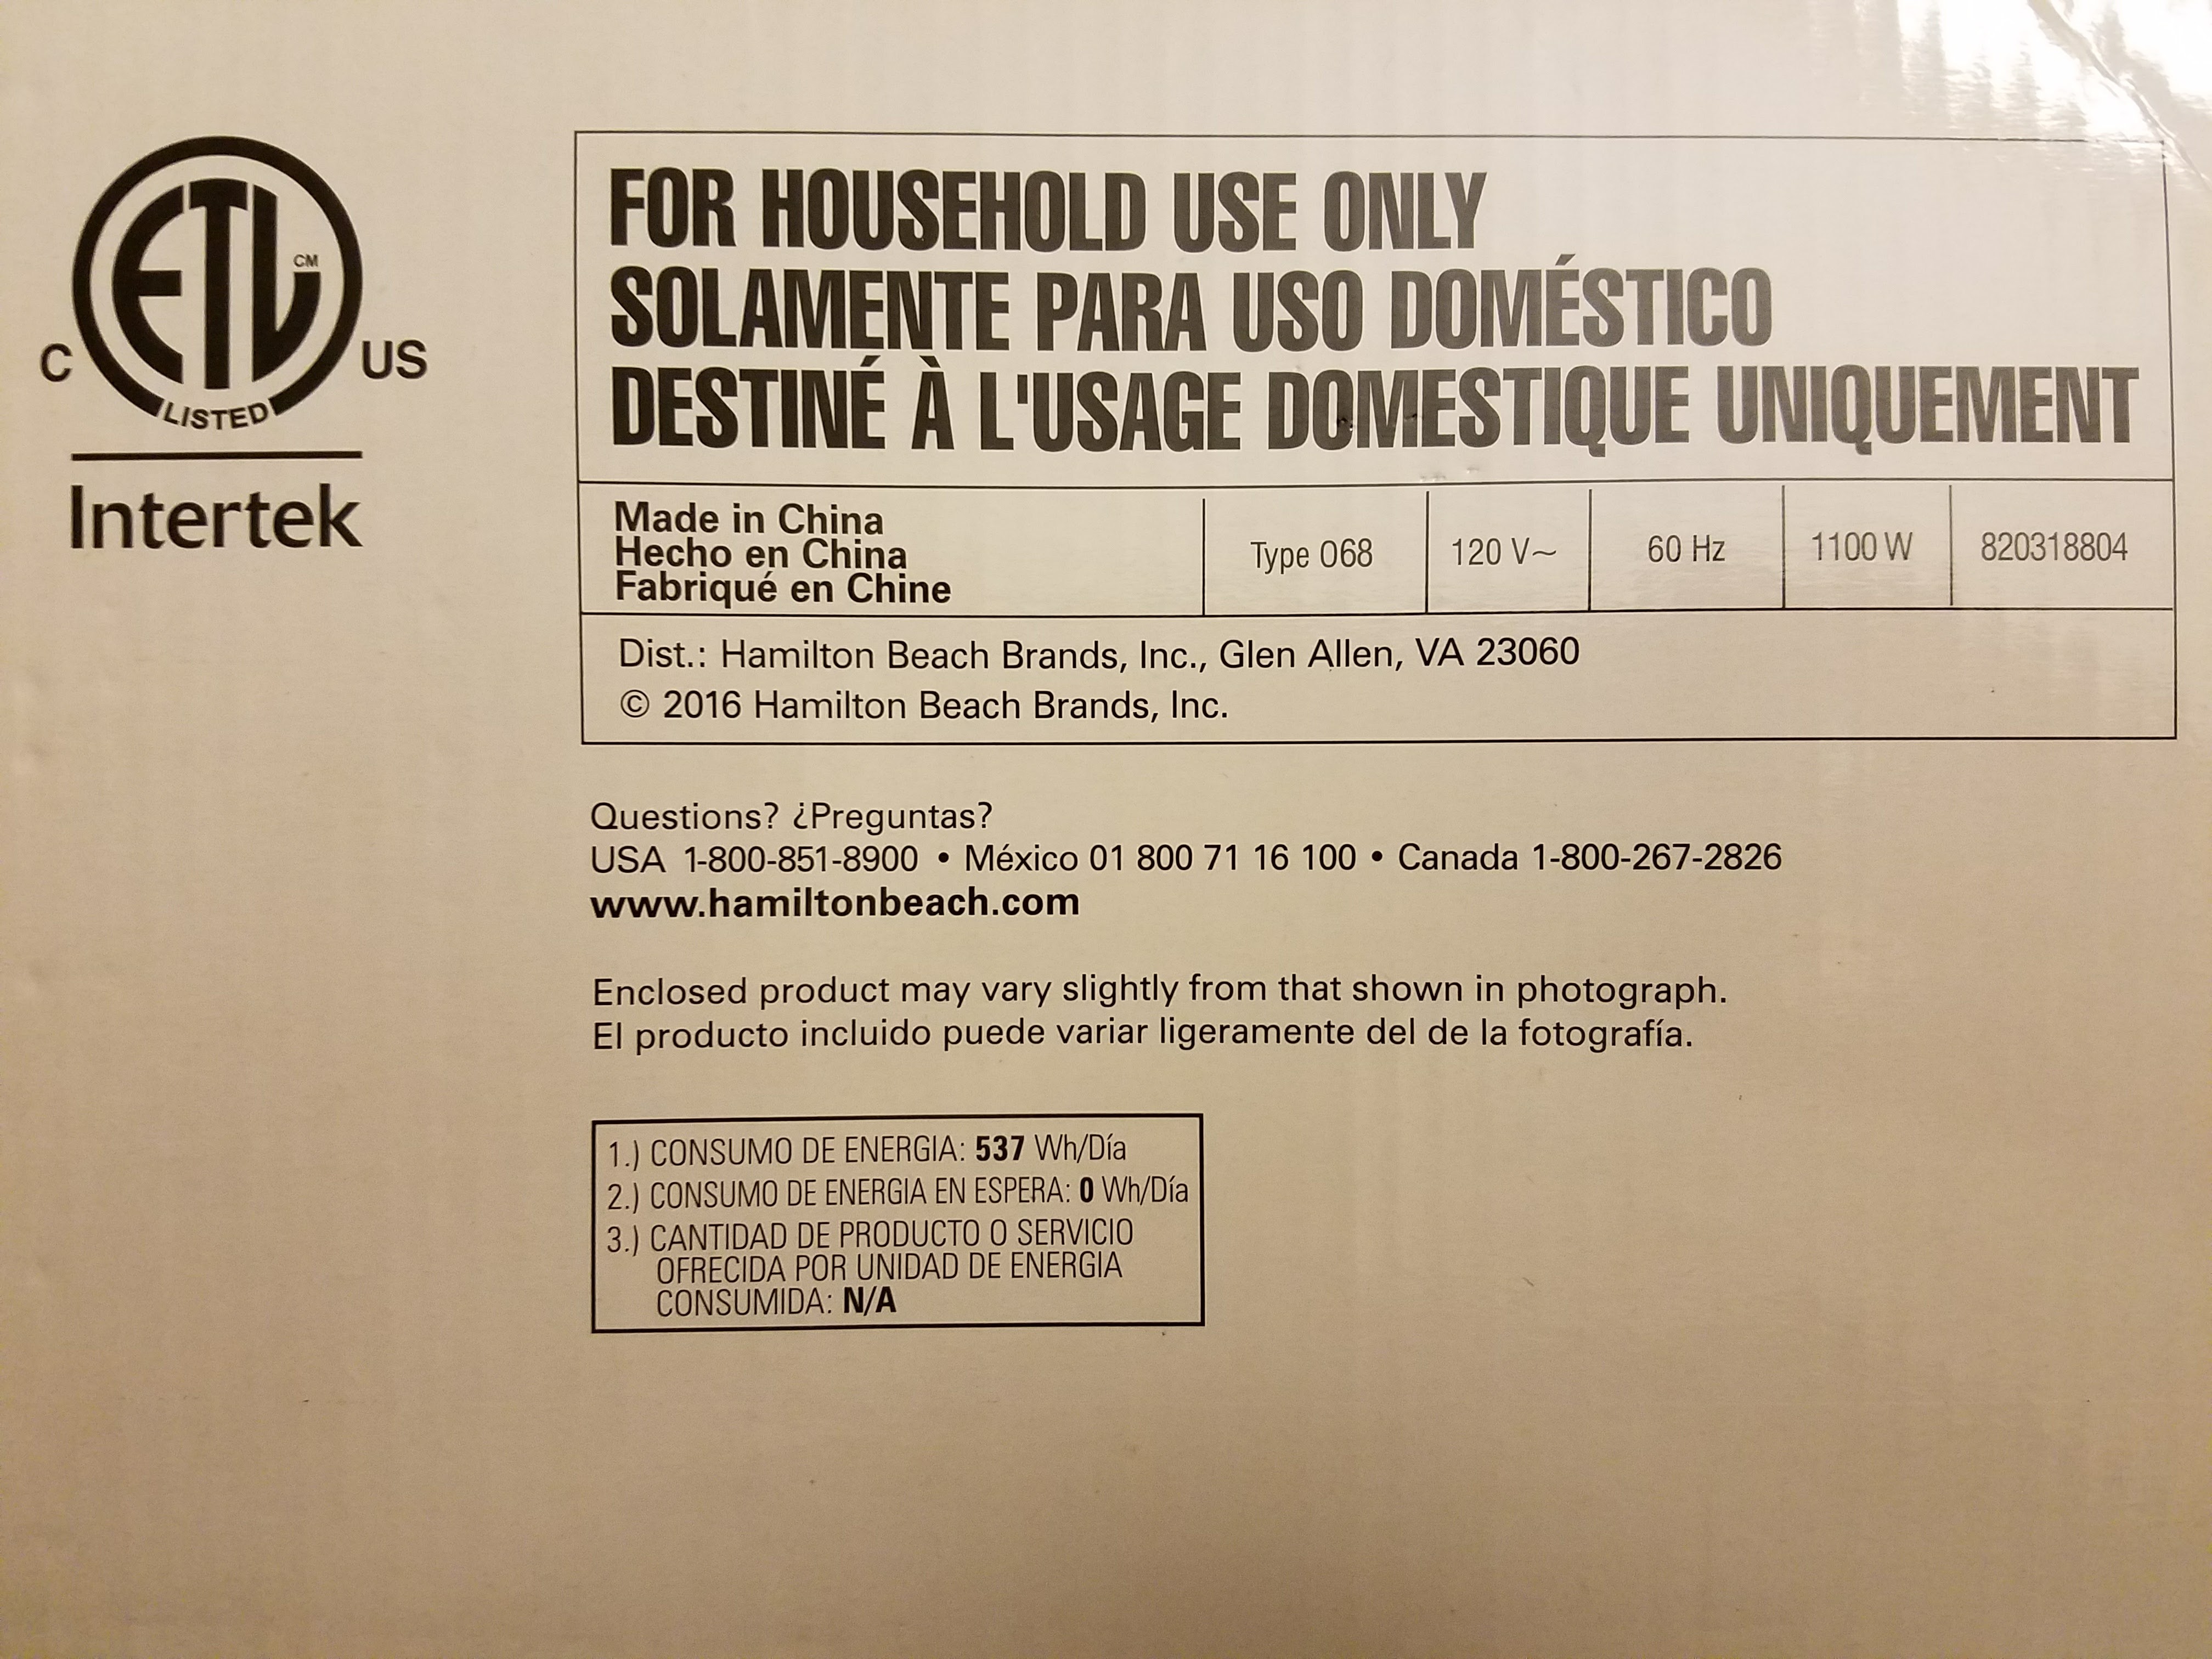 ETL CM
C US
LISTED
Intertek
FOR HOUSEHOLD USE ONLY
SOLAMENTE PARA USO DOMÉSTICO
DESTINÉ À L'USAGE DOMESTIQUE UNIQUEMENT
Made in China
Hecho en China
Fabriqué en Chine
Type O68
120 V~
60 Hz
1100 W
820318804
Dist.: Hamilton Beach Brands, Inc., Glen Allen, VA 23060
© 2016 Hamilton Beach Brands, Inc.
Questions? ¿Preguntas?
USA 1-800-851-8900 • México 01 800 71 16 100 • Canada 1-800-267-2826
www.hamiltonbeach.com
Enclosed product may vary slightly from that shown in photograph.
El producto incluido puede variar ligeramente del de la fotografía.
1.) CONSUMO DE ENERGIA: 537 Wh/Día
2.) CONSUMO DE ENERGIA EN ESPERA: 0 Wh/Día
3.) CANTIDAD DE PRODUCTO O SERVICIO
OFRECIDA POR UNIDAD DE ENERGIA
CONSUMIDA: N/A